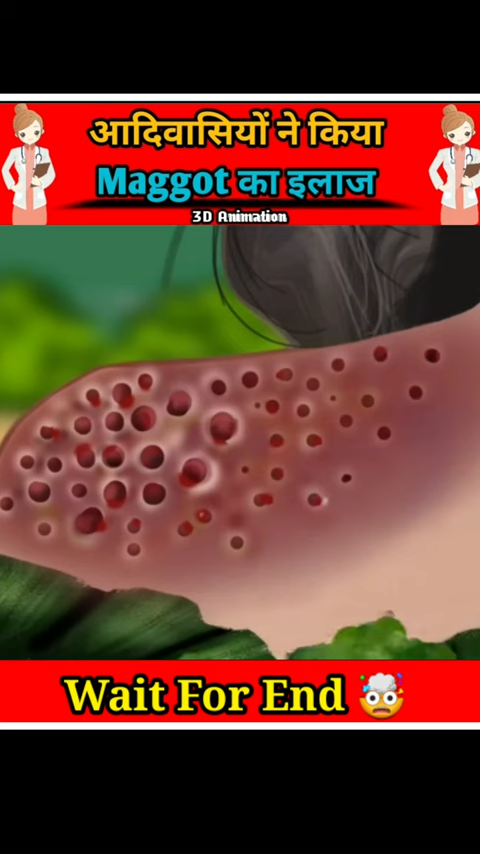 आदिवासियों ने किया
Maggot का इलाज
3D Animation
Wait For End 🤯